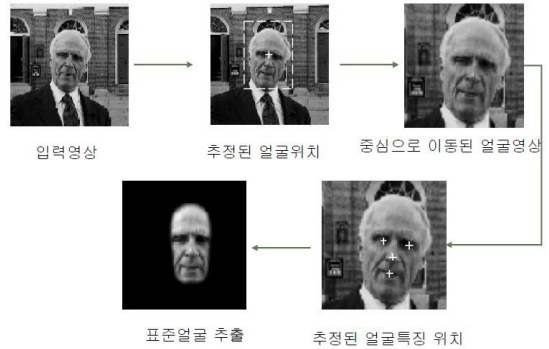 입력영상
추정된 얼굴위치
중심으로 이동된 얼굴영상
표준얼굴 추출
추정된 얼굴특징 위치